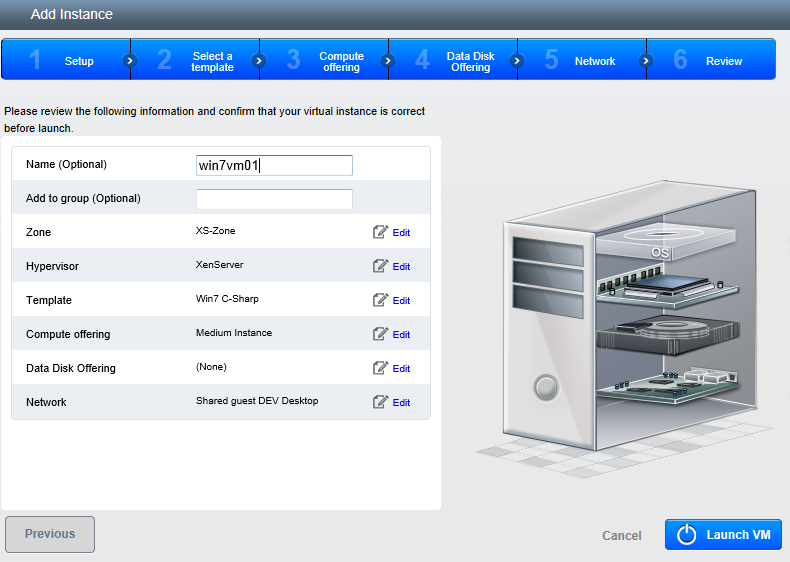 Add Instance
1 Setup
2 Select a
template
3 Compute
offering
4 Data Disk
Offering
5 Network
6 Review
Please review the following information and confirm that your virtual instance is correct
before launch.
Name (Optional) win7vm01
Add to group (Optional)
Zone XS-Zone Edit
Hypervisor XenServer Edit
Template Win7 C-Sharp Edit
Compute offering Medium Instance Edit
Data Disk Offering (None) Edit
Network Shared guest DEV Desktop Edit
OS
Previous
Cancel
Launch VM